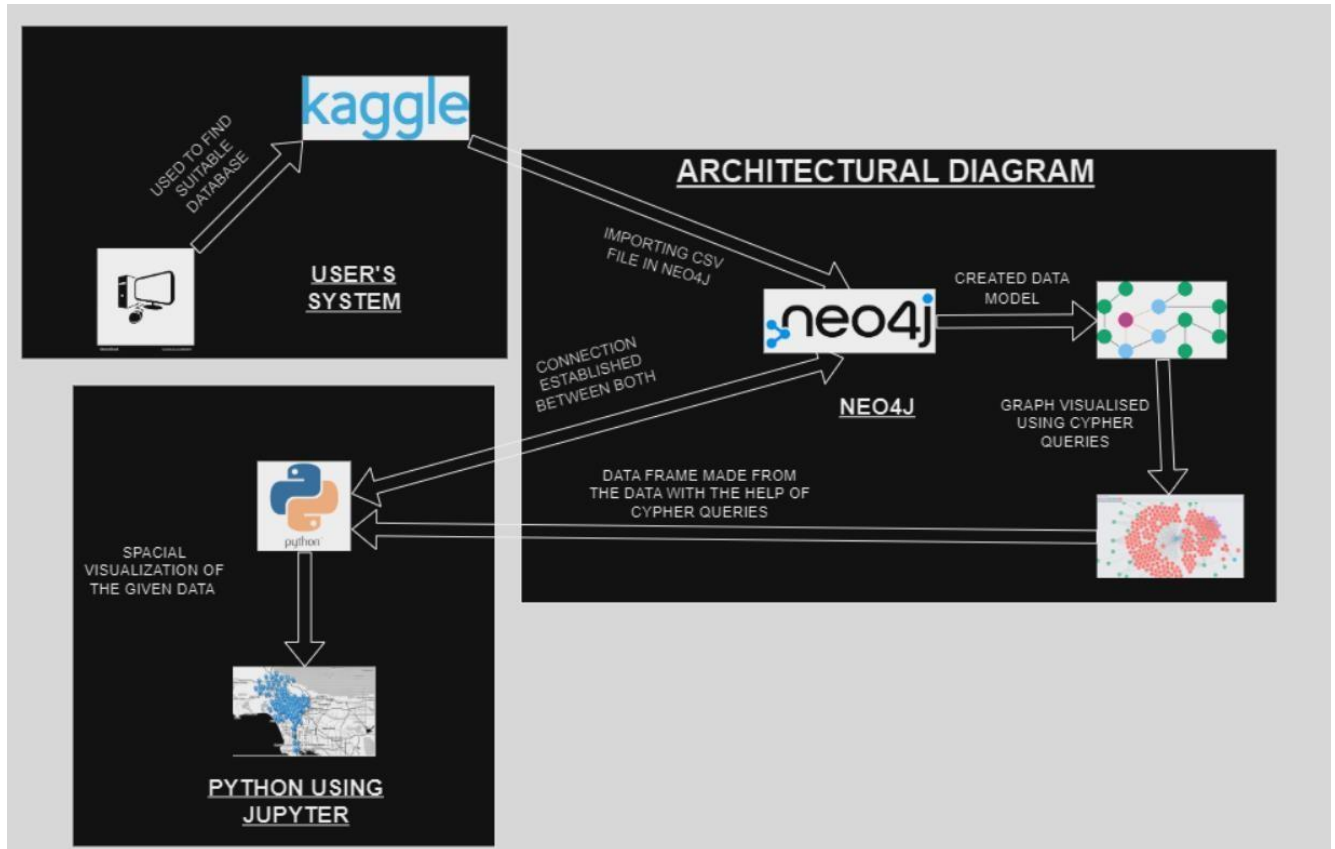 kaggle
USED TO FIND
SUITABLE
DATABASE
USER'S
SYSTEM
ARCHITECTURAL DIAGRAM
IMPORTING CSV
FILE IN NEO4J
neo4j
NEO4J
CREATED DATA
MODEL
GRAPH VISUALISED
USING CYPHER
QUERIES
CONNECTION
ESTABLISHED
BETWEEN BOTH
DATA FRAME MADE FROM
THE DATA WITH THE HELP OF
CYPHER QUERIES
python
SPACIAL
VISUALIZATION OF
THE GIVEN DATA
PYTHON USING
JUPYTER